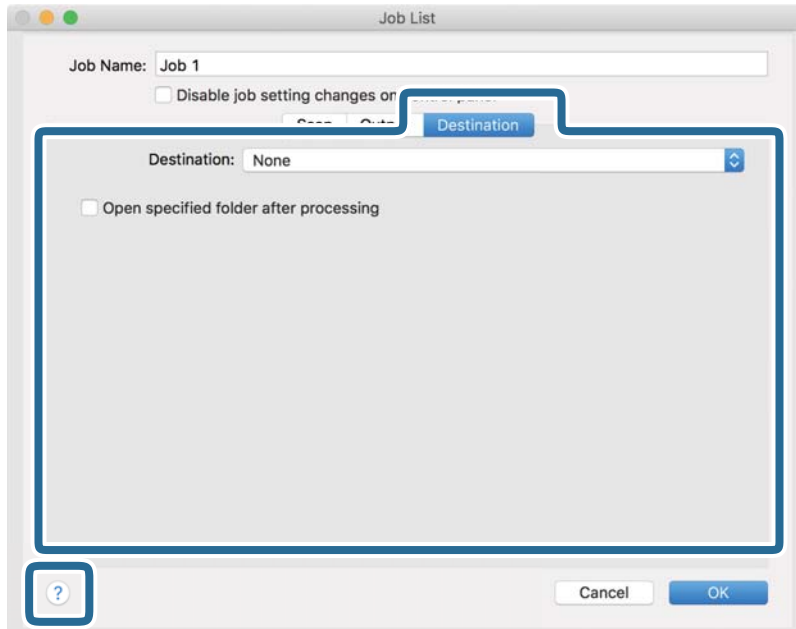 Job List
Job Name: Job 1
Disable job setting changes on
Destination
Destination: None
Open specified folder after processing
? Cancel OK